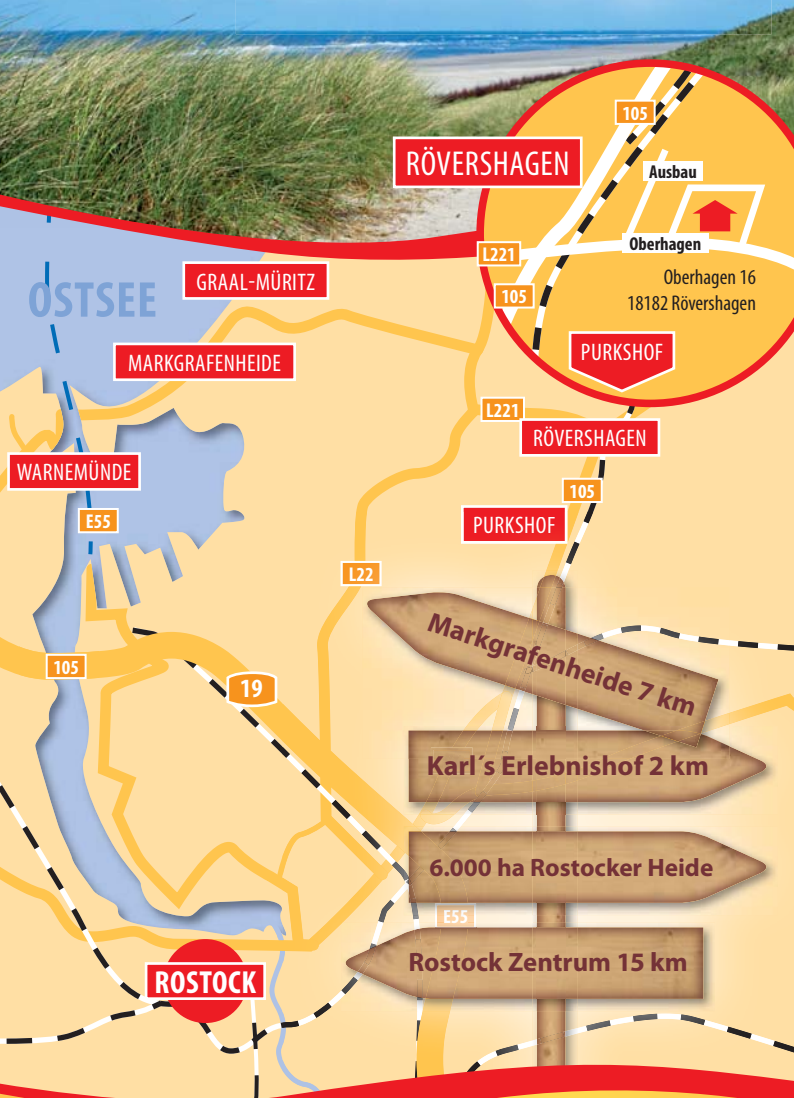 RÖVERSHAGEN
105
Ausbau
Oberhagen
L221
105
Oberhagen 16
18182 Rövershagen
PURKSHOF
OSTSEE
GRAAL-MÜRITZ
MARKGRAFENHEIDE
L221
RÖVERSHAGEN
WARNEMÜNDE
105
E55
PURKSHOF
L22
105
19
Markgrafenheide 7 km
Karl´s Erlebnishof 2 km
6.000 ha Rostocker Heide
E55
Rostock Zentrum 15 km
ROSTOCK